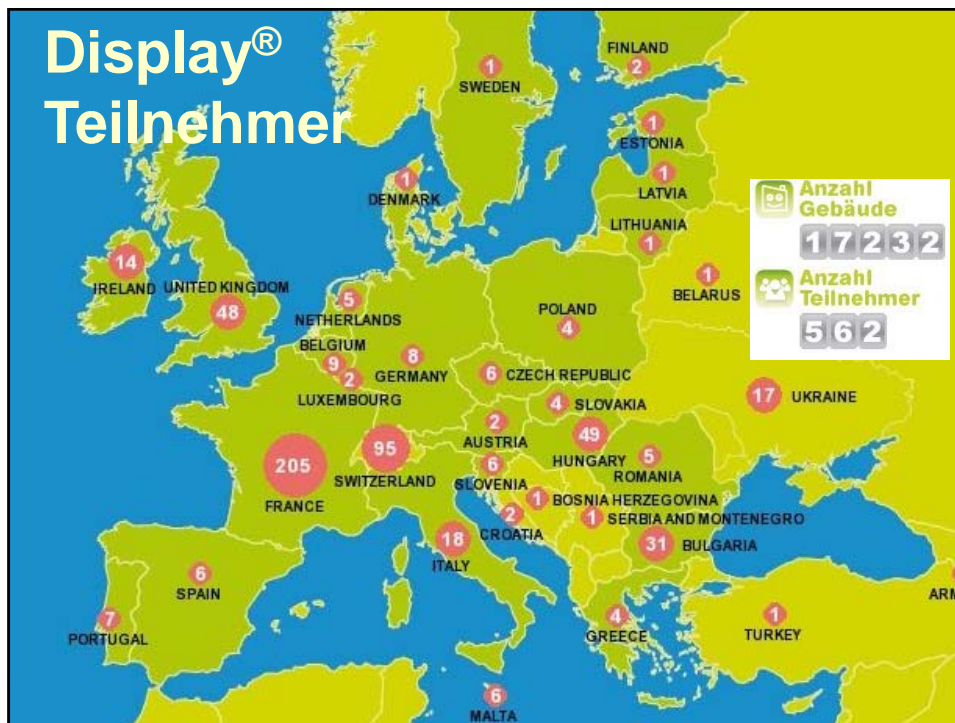 Display®
Teilnehmer
FINLAND
2
1
SWEDEN
1
ESTONIA
1
LATVIA
1
DENMARK
LITHUANIA
1
Anzahl
Gebäude
17232
Anzahl
Teilnehmer
562
14
IRELAND
UNITED KINGDOM
48
5
NETHERLANDS
1
BELARUS
POLAND
4
BELGIUM
9
8
GERMANY
6
CZECH REPUBLIC
2
LUXEMBOURG
17
UKRAINE
4
SLOVAKIA
2
AUSTRIA
49
HUNGARY
95
SWITZERLAND
205
FRANCE
6
SLOVENIA
5
ROMANIA
1
BOSNIA HERZEGOVINA
2
CROATIA
1
SERBIA AND MONTENEGRO
18
ITALY
31
BULGARIA
6
SPAIN
7
PORTUGAL
4
GREECE
1
TURKEY
ARM
6
MALTA